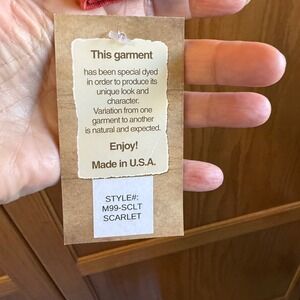 This garment
has been special dyed
in order to produce its
unique look and
character.
Variation from one
garment to another
is natural and expected.
Enjoy!
Made in U.S.A.
STYLE#:
M99-SCLT
SCARLET